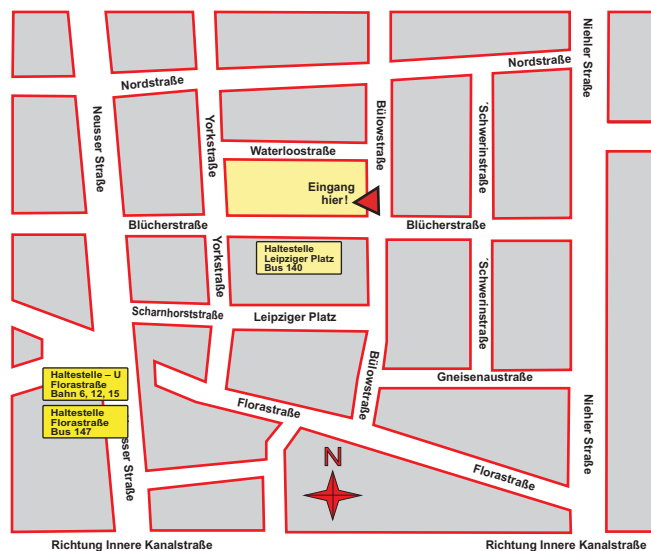 Niehler Straße
Nordstraße
Nordstraße
Neusser Straße
Yorkstraße
Bülowstraße
Schwerinstraße
Waterloostraße
Eingang
hier!
Blücherstraße
Blücherstraße
Yorkstraße
Haltestelle
Leipziger Platz
Bus 140
Schwerinstraße
Scharnhorststraße
Leipziger Platz
Bülowstraße
Haltestelle – U
Florastraße
Bahn 6, 12, 15
Gneisenaustraße
Florastraße
Niehler Straße
Haltestelle
Florastraße
Bus 147
sser Straße
N
Florastraße
Richtung Innere Kanalstraße
Richtung Innere Kanalstraße